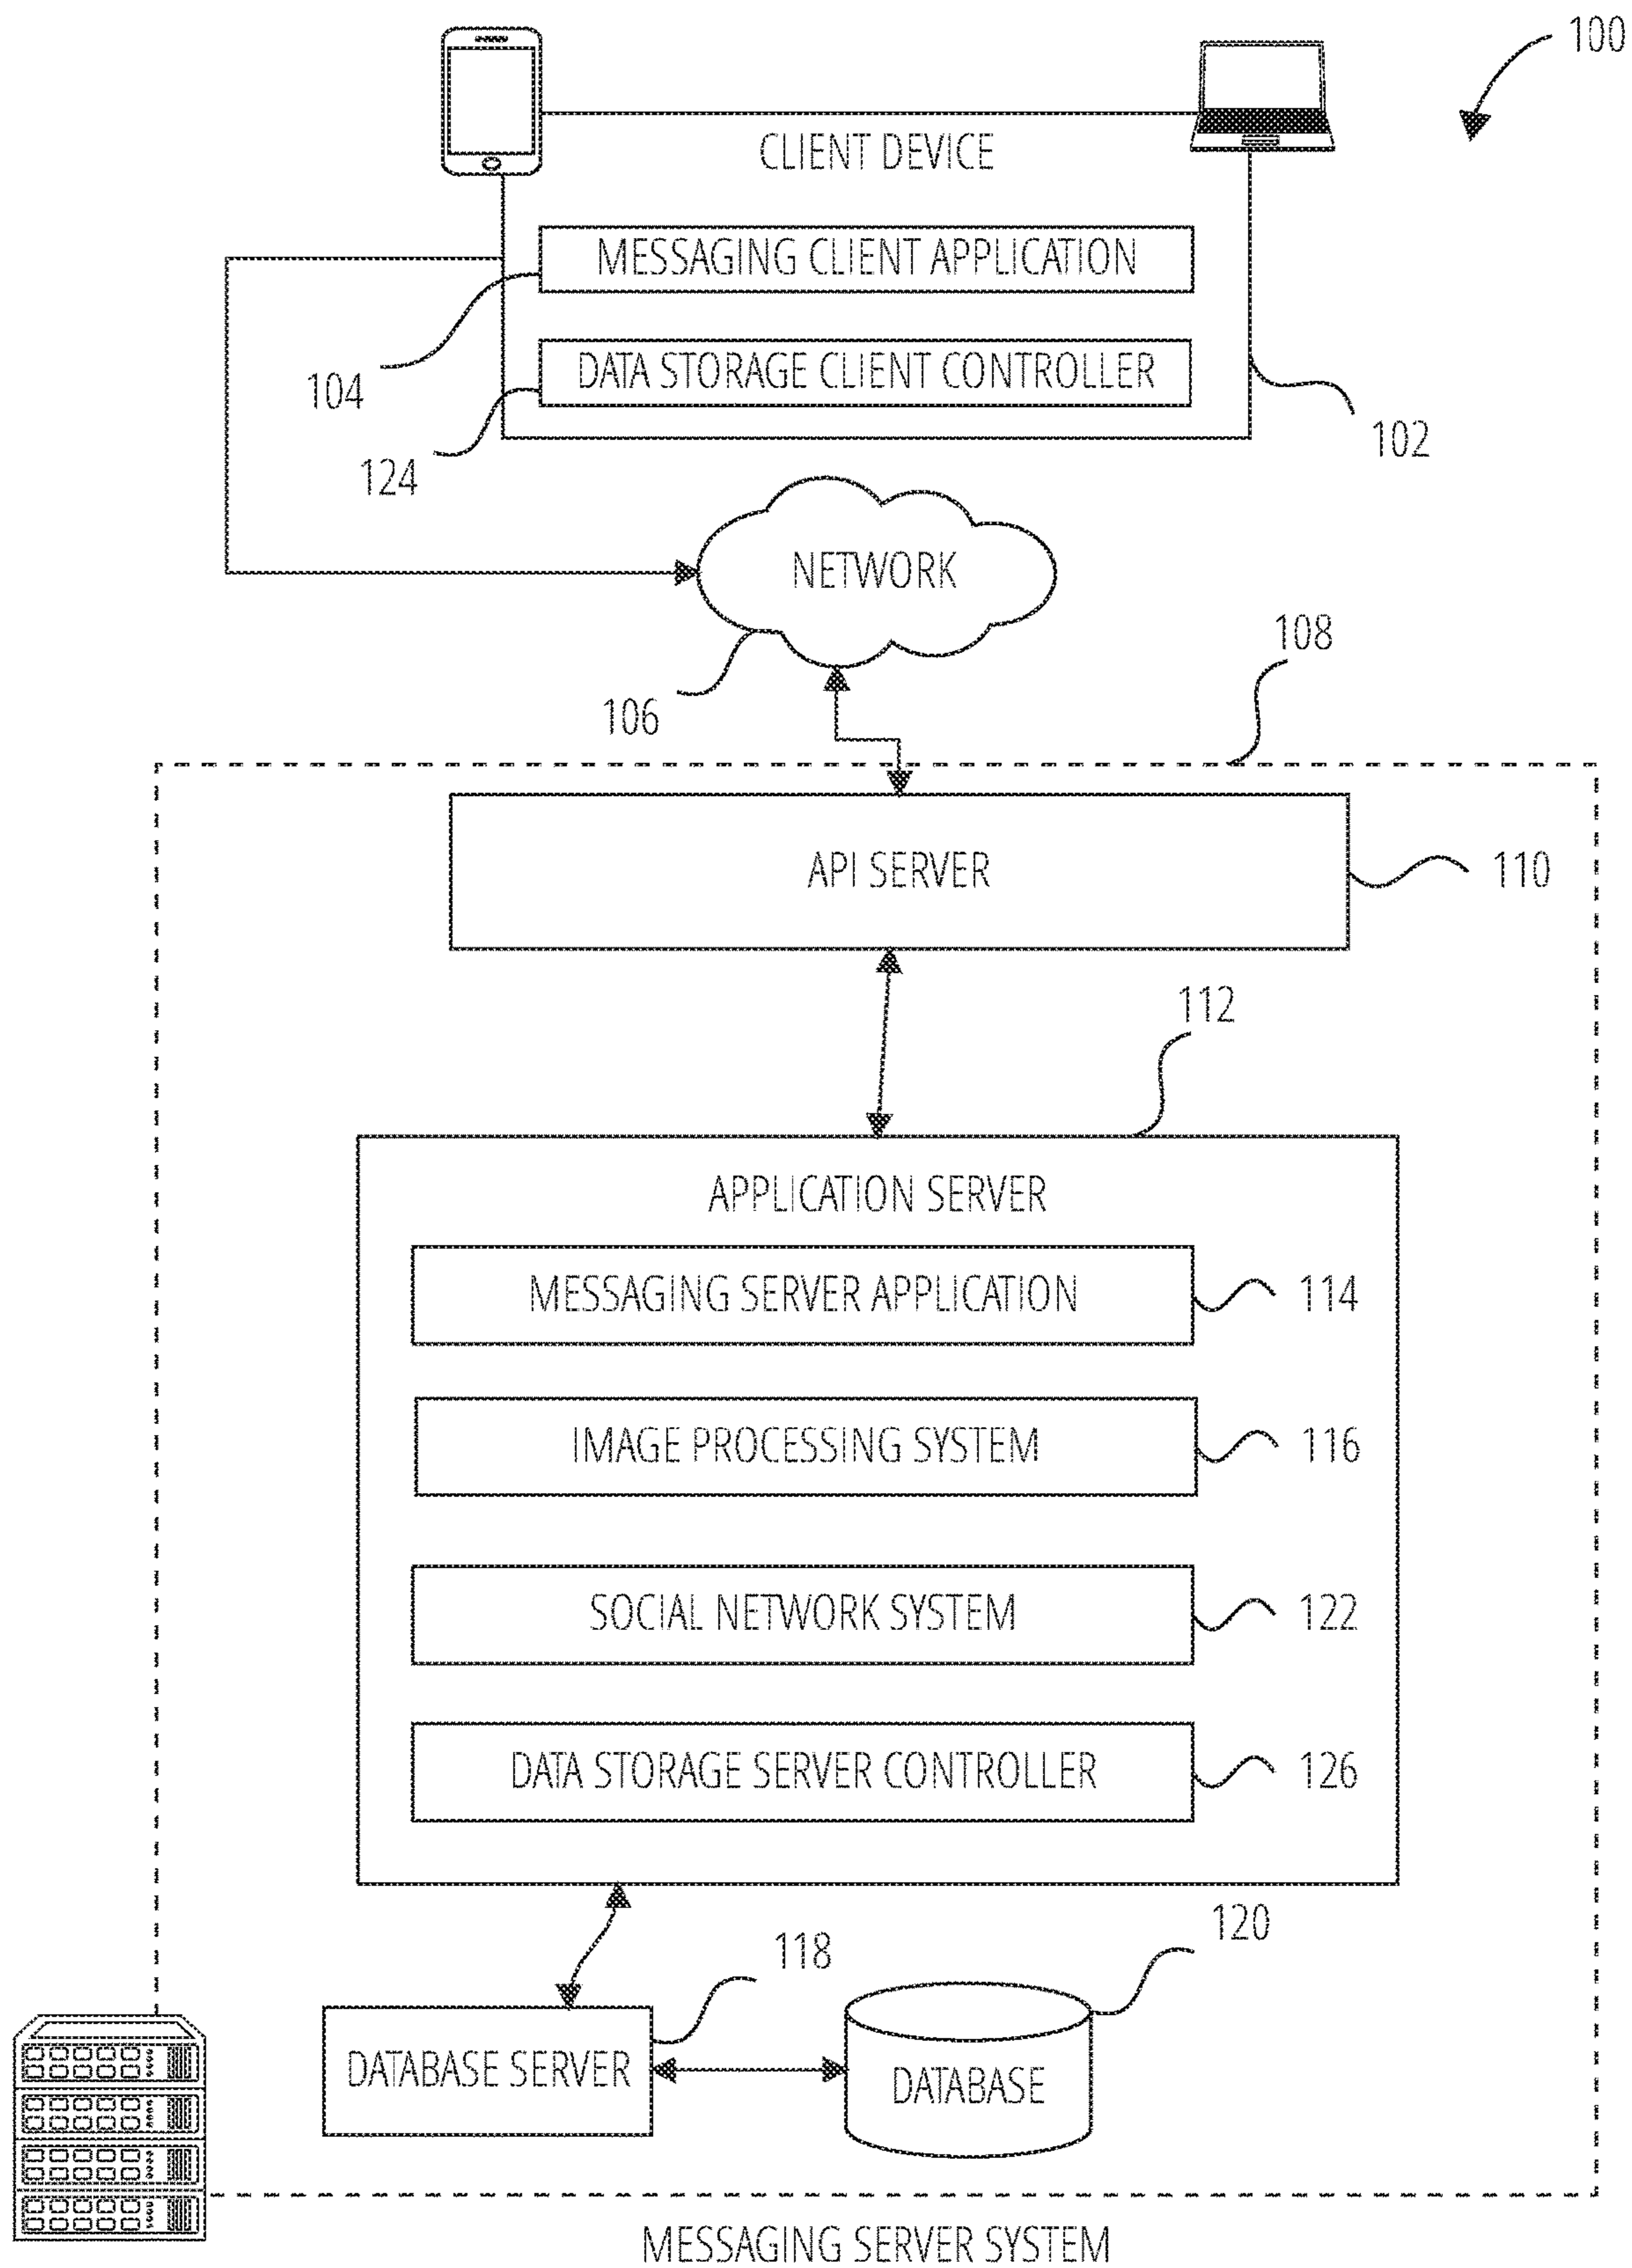 100
CLIENT DEVICE
MESSAGING CLIENT APPLICATION
104
DATA STORAGE CLIENT CONTROLLER
102
124
NETWORK
108
106
API SERVER
110
112
APPLICATION SERVER
MESSAGING SERVER APPLICATION
114
IMAGE PROCESSING SYSTEM
116
SOCIAL NETWORK SYSTEM
122
DATA STORAGE SERVER CONTROLLER
126
120
118
DATABASE SERVER
DATABASE
MESSAGING SERVER SYSTEM